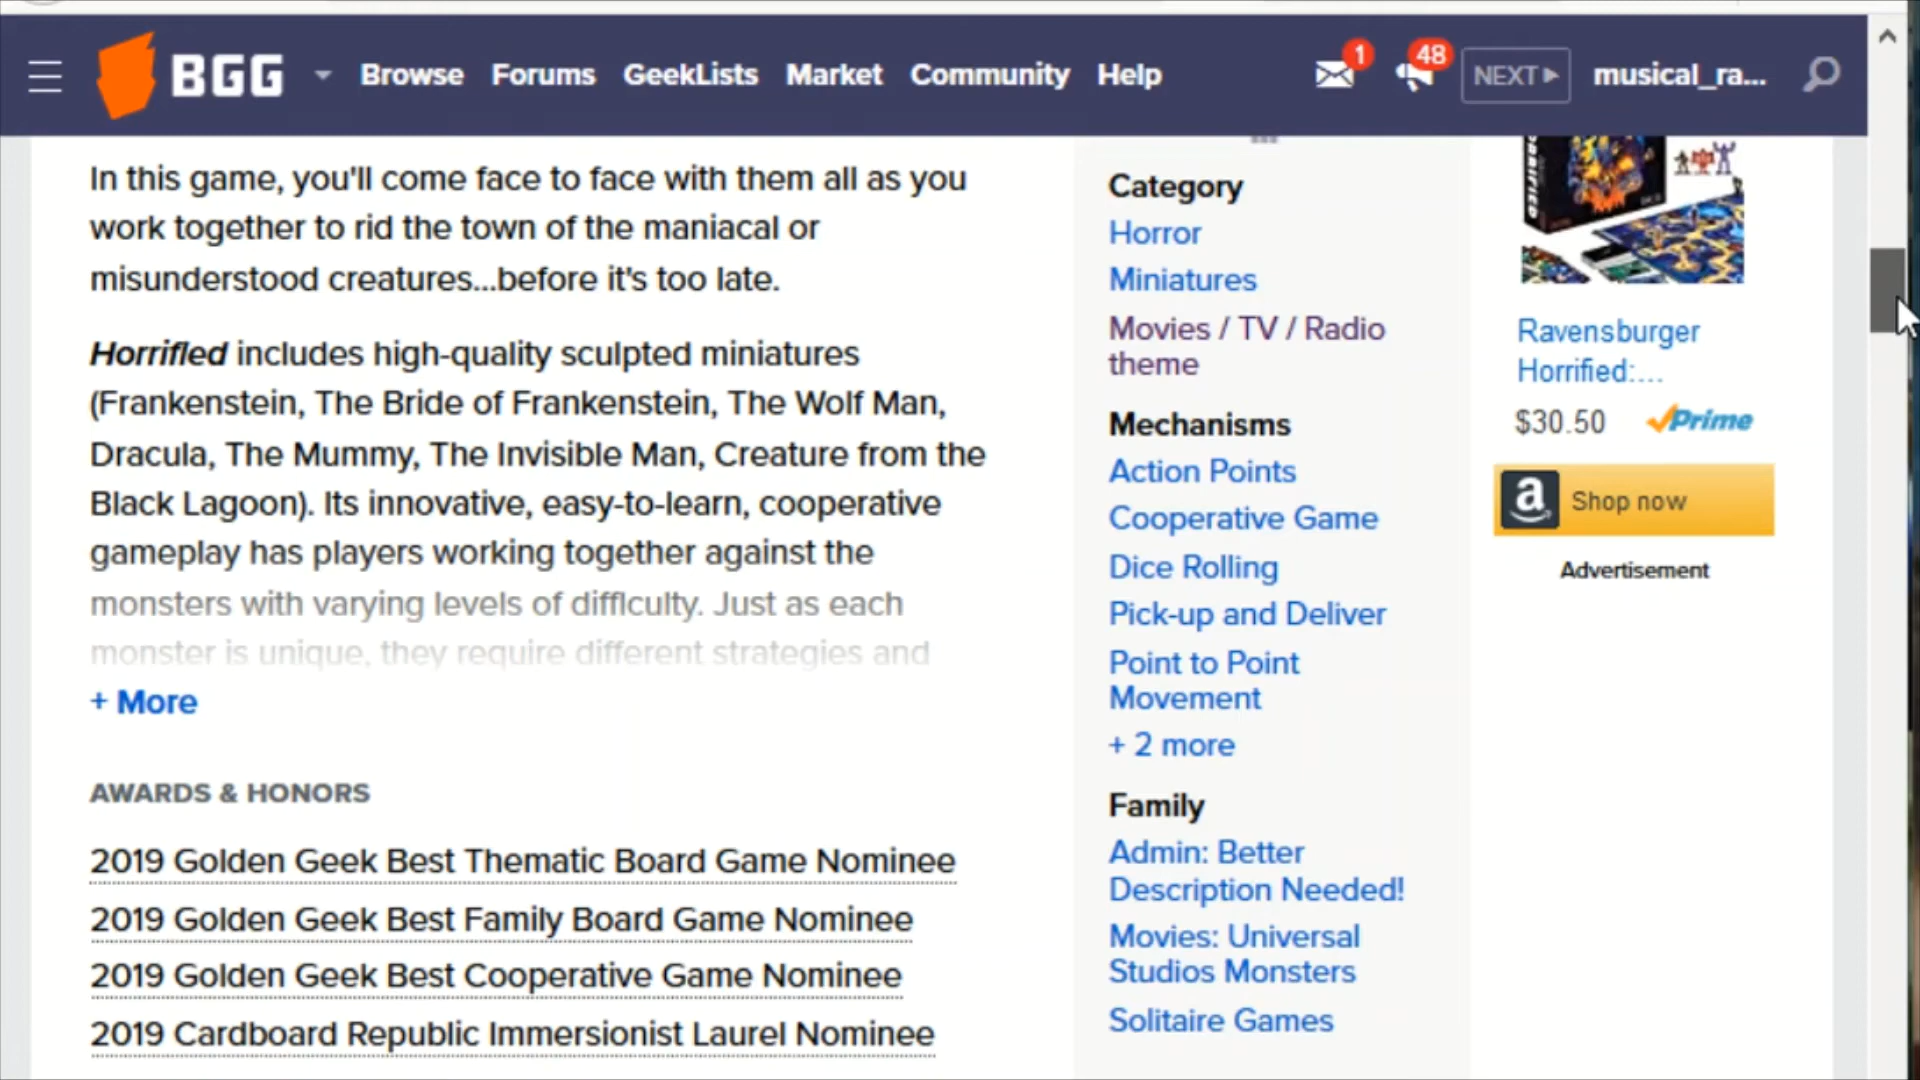 BGG
Browse
Forums
GeekLists
Market
Community
Help
1
48
NEXT
musical_ra...
In this game, you'll come face to face with them all as you
work together to rid the town of the maniacal or
misunderstood creatures...before it's too late.
Horrified includes high-quality sculpted miniatures
(Frankenstein, The Bride of Frankenstein, The Wolf Man,
Dracula, The Mummy, The Invisible Man, Creature from the
Black Lagoon). Its innovative, easy-to-learn, cooperative
gameplay has players working together against the
monsters with varying levels of difficulty. Just as each
monster is unique, they require different strategies and
+ More
AWARDS & HONORS
2019 Golden Geek Best Thematic Board Game Nominee
2019 Golden Geek Best Family Board Game Nominee
2019 Golden Geek Best Cooperative Game Nominee
2019 Cardboard Republic Immersionist Laurel Nominee
Category
Horror
Miniatures
Movies / TV / Radio
theme
Mechanisms
Action Points
Cooperative Game
Dice Rolling
Pick-up and Deliver
Point to Point
Movement
+ 2 more
Family
Admin: Better
Description Needed!
Movies: Universal
Studios Monsters
Solitaire Games
Ravensburger
Horrified:...
$30.50
Prime
a
Shop now
Advertisement